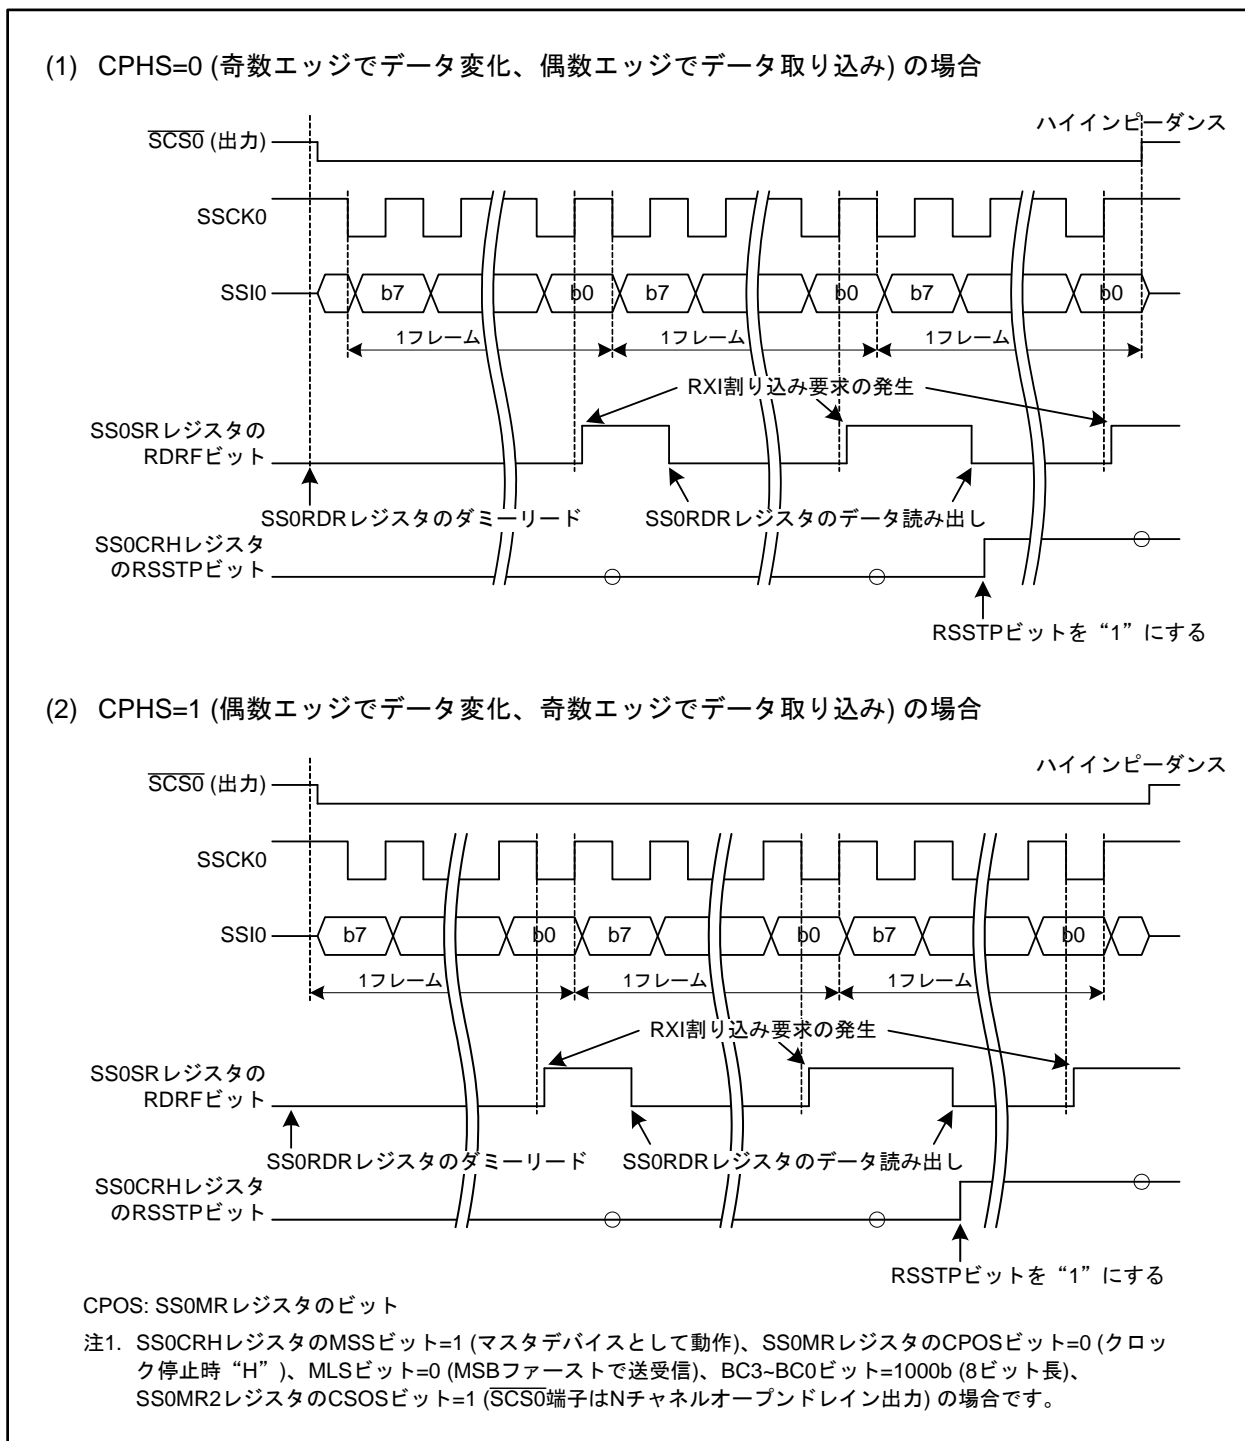 (1) CPHS=0 (奇数エッジでデータ変化、偶数エッジでデータ取り込み) の場合
ハイインピーダンス
SCS0 (出力)
SSCK0
SSI0
b7
b0
b7
b0
b7
b0
1フレーム
1フレーム
1フレーム
RXI割り込み要求の発生
SS0SRレジスタの
RDRFビット
SS0RDRレジスタのダミーリード
SS0RDRレジスタのデータ読み出し
SS0CRHレジスタ
のRSSTPビット
RSSTPビットを“1”にする
(2) CPHS=1 (偶数エッジでデータ変化、奇数エッジでデータ取り込み) の場合
ハイインピーダンス
SCS0 (出力)
SSCK0
SSI0
b7
b0
b7
b0
b7
b0
1フレーム
1フレーム
1フレーム
RXI割り込み要求の発生
SS0SRレジスタの
RDRFビット
SS0RDRレジスタのダミーリード
SS0RDRレジスタのデータ読み出し
SS0CRHレジスタ
のRSSTPビット
RSSTPビットを“1”にする
CPOS: SS0MRレジスタのビット
注1. SS0CRHレジスタのMSSビット=1 (マスタデバイスとして動作)、SS0MRレジスタのCPOSビット=0 (クロッ
ク停止時“H”)、MLSビット=0 (MSBファーストで送受信)、BC3~BC0ビット=1000b (8ビット長)、
SS0MR2レジスタのCSOSビット=1 (SCS0端子はNチャネルオープンドレイン出力) の場合です。